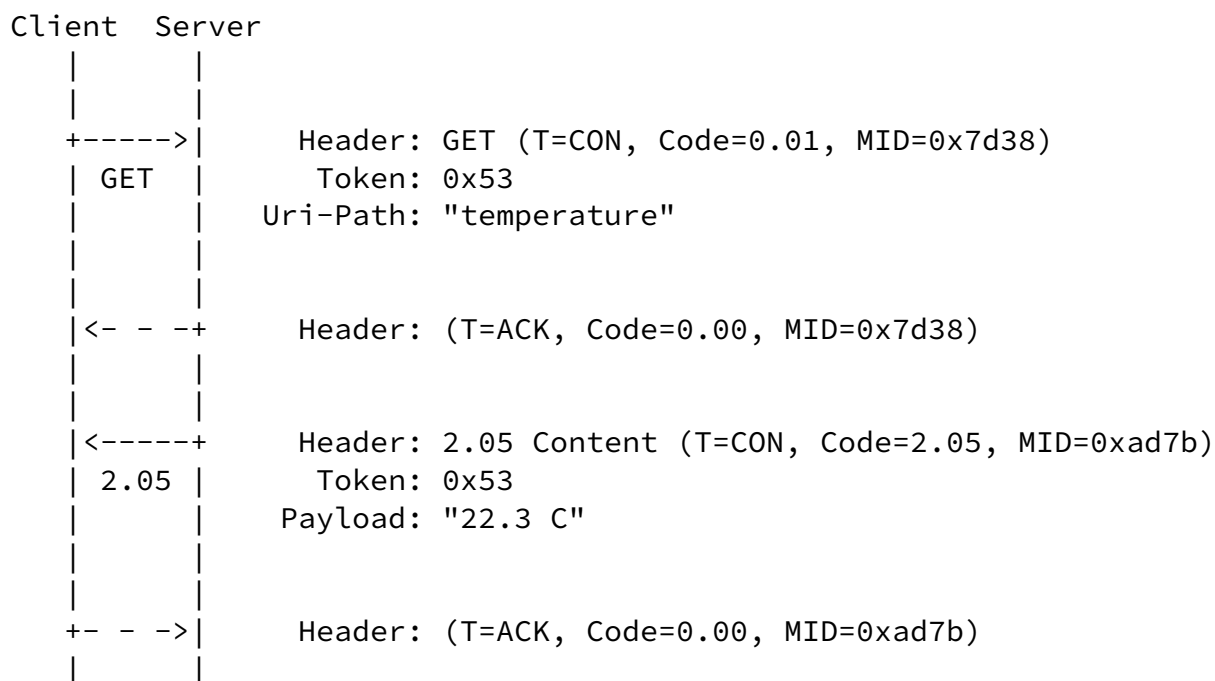 Client  Server
   |      |
   |      |
   +----->|     Header: GET (T=CON, Code=0.01, MID=0x7d38)
   | GET  |      Token: 0x53
   |      |   Uri-Path: "temperature"
   |      |
   |      |
   |<- - -+     Header: (T=ACK, Code=0.00, MID=0x7d38)
   |      |
   |      |
   |<-----+     Header: 2.05 Content (T=CON, Code=2.05, MID=0xad7b)
   | 2.05 |      Token: 0x53
   |      |    Payload: "22.3 C"
   |      |
   |      |
   +- - ->|     Header: (T=ACK, Code=0.00, MID=0xad7b)
   |      |